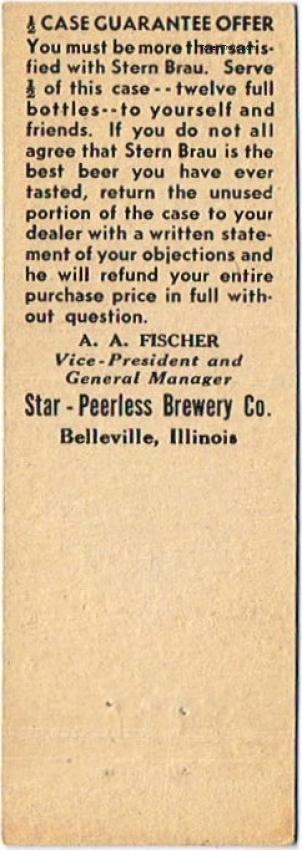 ½ CASE GUARANTEE OFFER
You must be more than satis-
fied with Stern Brau. Serve
½ of this case--twelve full
bottles--to yourself and
friends. If you do not all
agree that Stern Brau is the
best beer you have ever
tasted, return the unused
portion of the case to your
dealer with a written state-
ment of your objections and
he will refund your entire
purchase price in full with-
out question.
A. A. FISCHER
Vice-President and
General Manager
Star-Peerless Brewery Co.
Belleville, Illinois